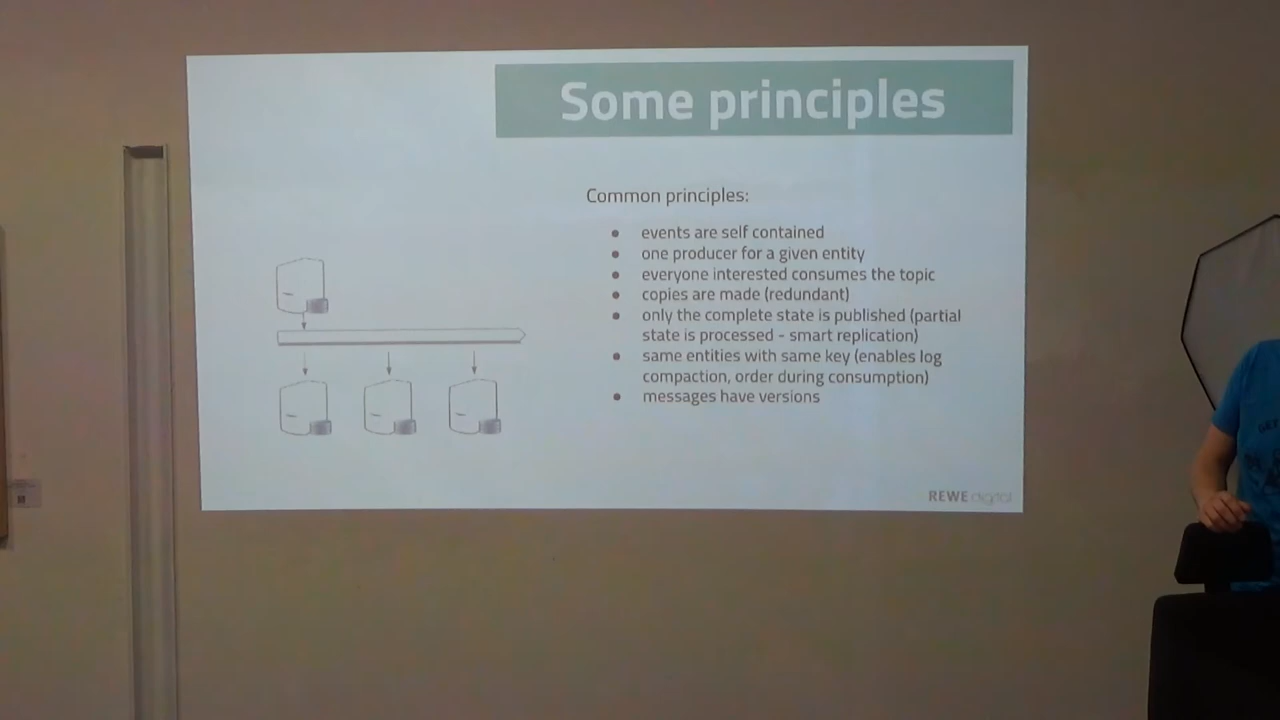 Some principles
Common principles:
● events are self contained
● one producer for a given entity
● everyone interested consumes the topic
● copies are made (redundant)
● only the complete state is published (partial
state is processed - smart replication)
● same entities with same key (enables log
compaction, order during consumption)
● messages have versions
REWE digital